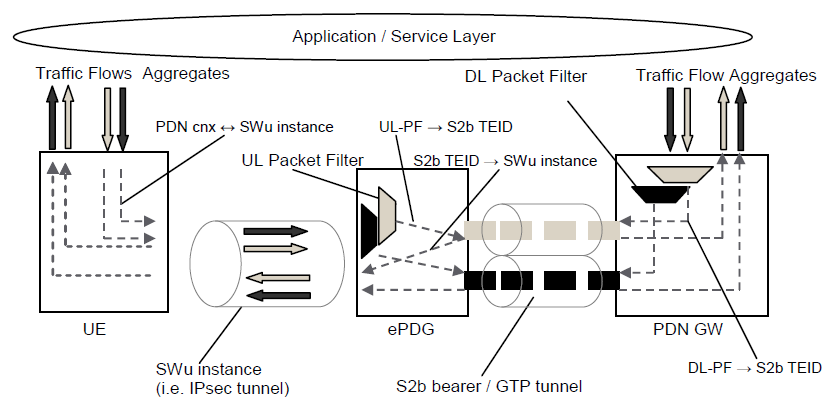 Application / Service Layer
Traffic Flows Aggregates
DL Packet Filter
Traffic Flow Aggregates
PDN cnx ↔ SWu instance
UL-PF → S2b TEID
UL Packet Filter
S2b TEID → SWu instance
UE
ePDG
PDN GW
SWu instance
(i.e. IPsec tunnel)
S2b bearer / GTP tunnel
DL-PF → S2b TEID